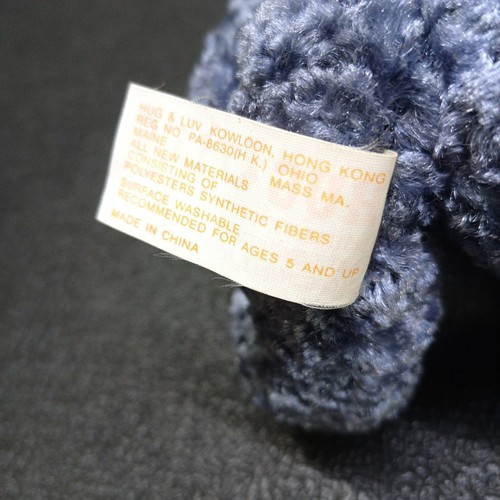 HUG & LUV KOWLOON, HONG KONG
REG NO PA-8630(H K.) OHiO
MAINE MASS MA.
ALL NEW MATERIALS
CONSISTING OF
POLYESTERS SYNTHETIC FIBERS
SURFACE WASHABLE
RECOMMENDED FOR AGES 5 AND UP
MADE IN CHINA